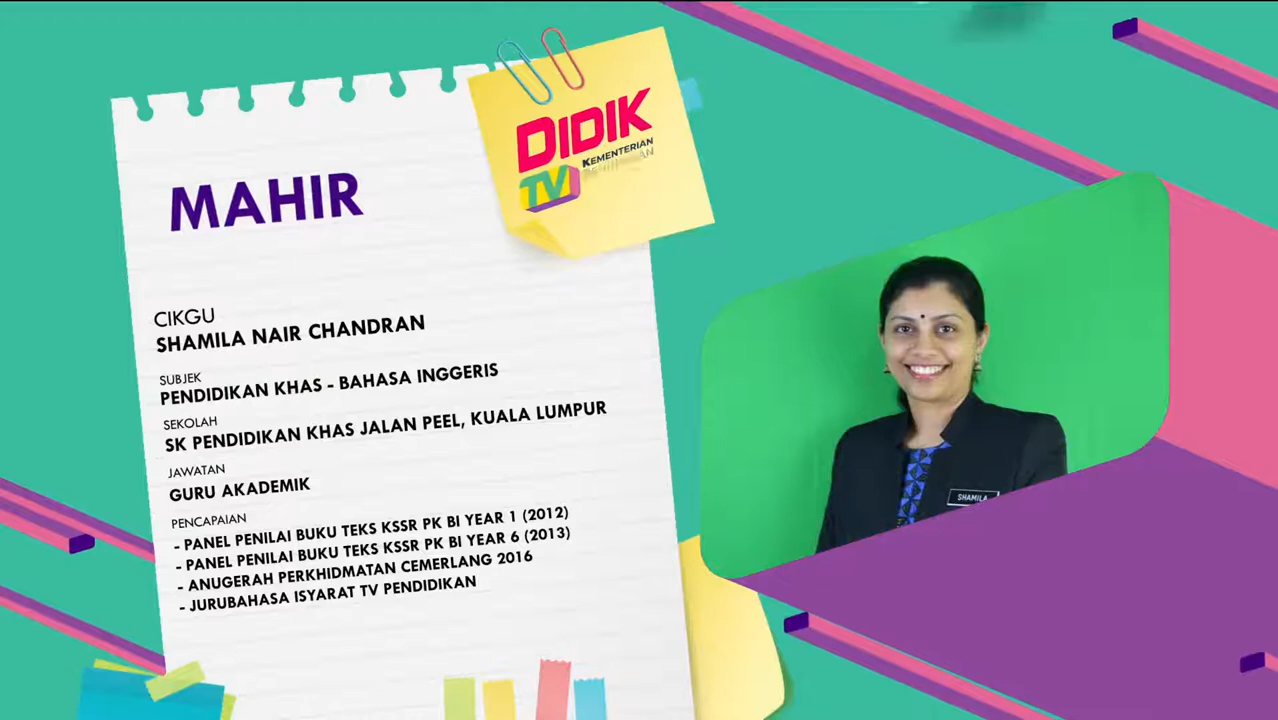 MAHIR
DIDIK
TV
KEMENTERIAN
CIKGU
SHAMILA NAIR CHANDRAN
SUBJEK
PENDIDIKAN KHAS - BAHASA INGGERIS
SEKOLAH
SK PENDIDIKAN KHAS JALAN PEEL, KUALA LUMPUR
JAWATAN
GURU AKADEMIK
PENCAPAIAN
- PANEL PENILAI BUKU TEKS KSSR PK BI YEAR 1 (2012)
- PANEL PENILAI BUKU TEKS KSSR PK BI YEAR 6 (2013)
- ANUGERAH PERKHIDMATAN CEMERLANG 2016
- JURUBAHASA ISYARAT TV PENDIDIKAN
SHAMILA